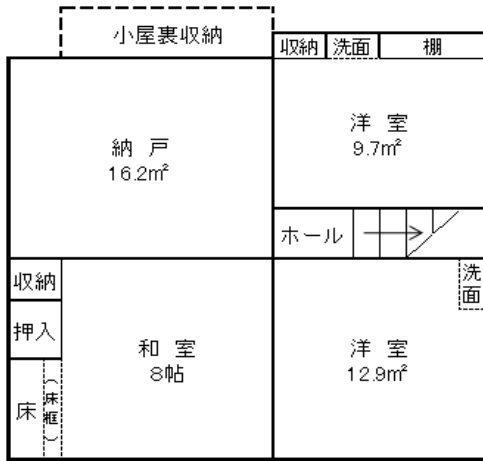 小屋裏収納
収納
洗面
棚
納戸
16.2m²
洋室
9.7m²
ホール
収納
押入
床
(床框)
和室
8帖
洋室
12.9m²
洗面